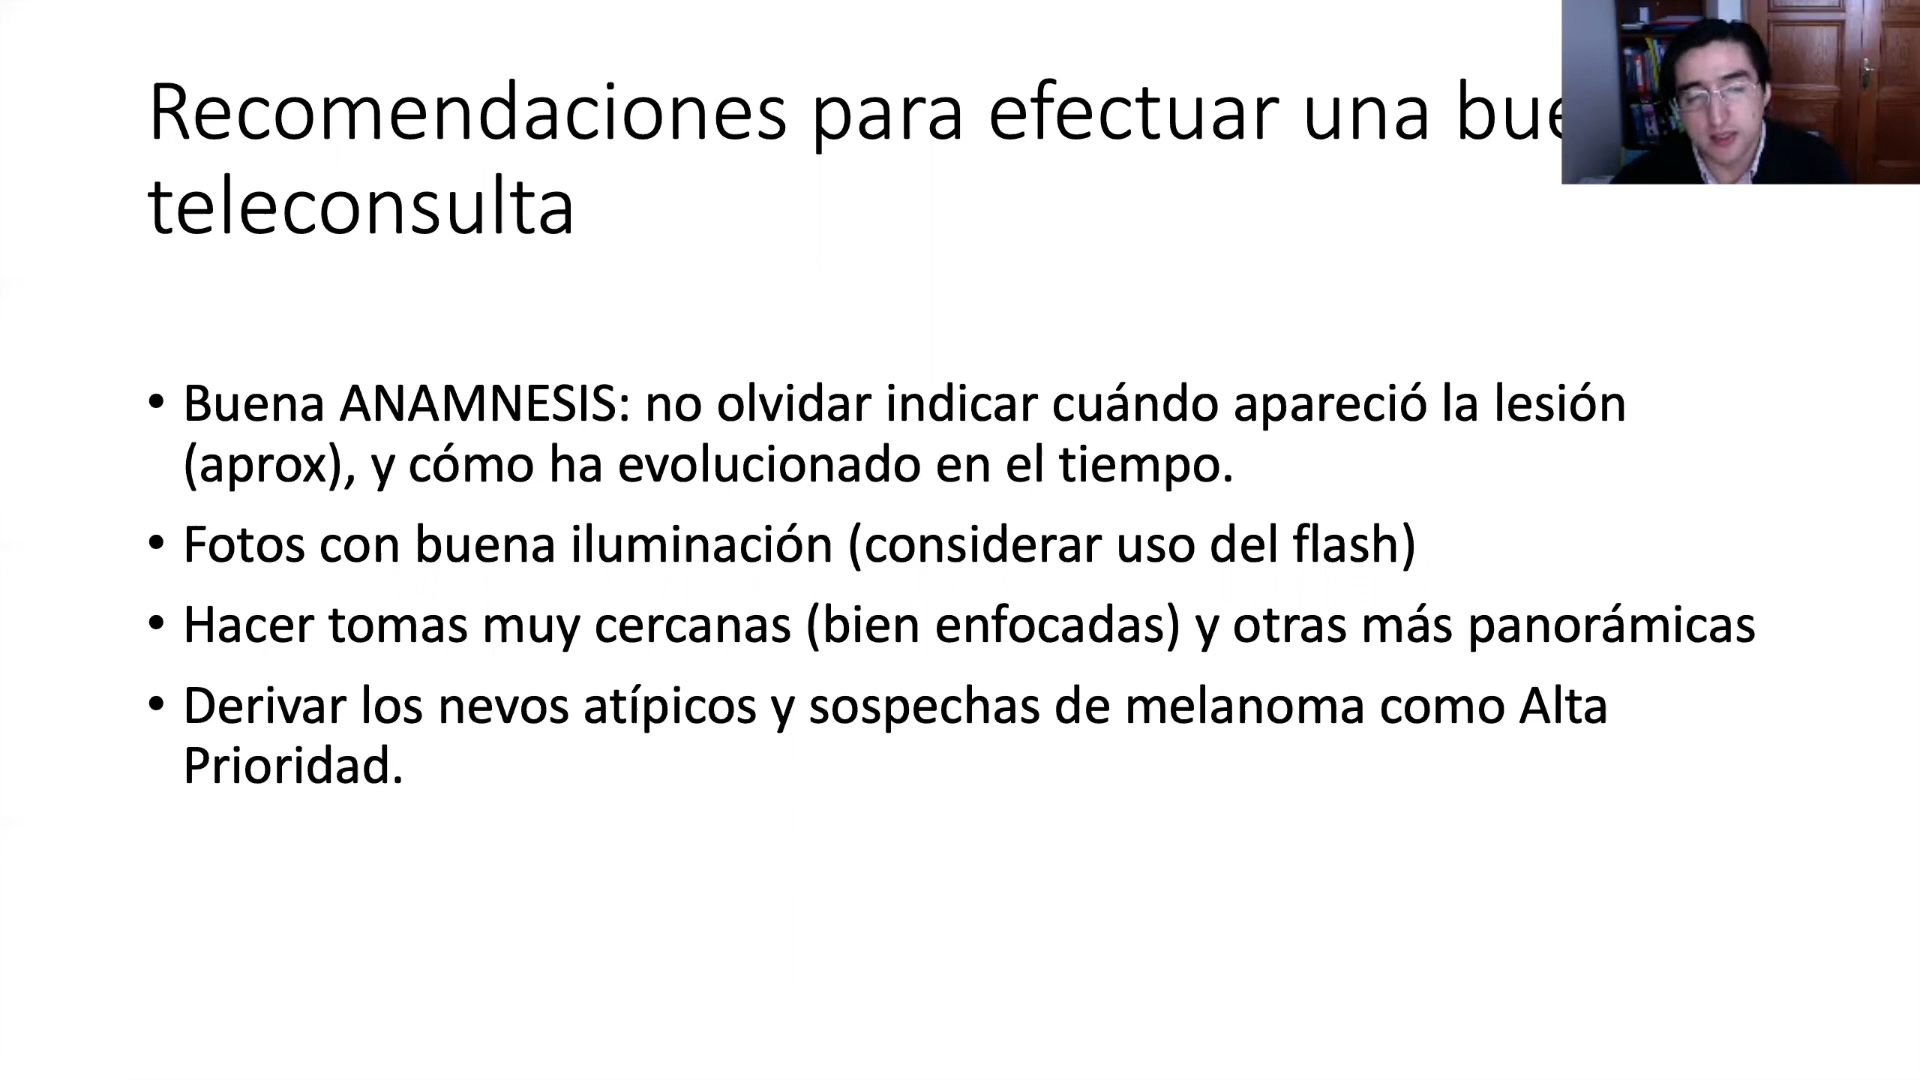 Recomendaciones para efectuar una
teleconsulta
• Buena ANAMNESIS: no olvidar indicar cuándo apareció la lesión
(aprox), y cómo ha evolucionado en el tiempo.
• Fotos con buena iluminación (considerar uso del flash)
• Hacer tomas muy cercanas (bien enfocadas) y otras más panorámicas
• Derivar los nevos atípicos y sospechas de melanoma como Alta
Prioridad.